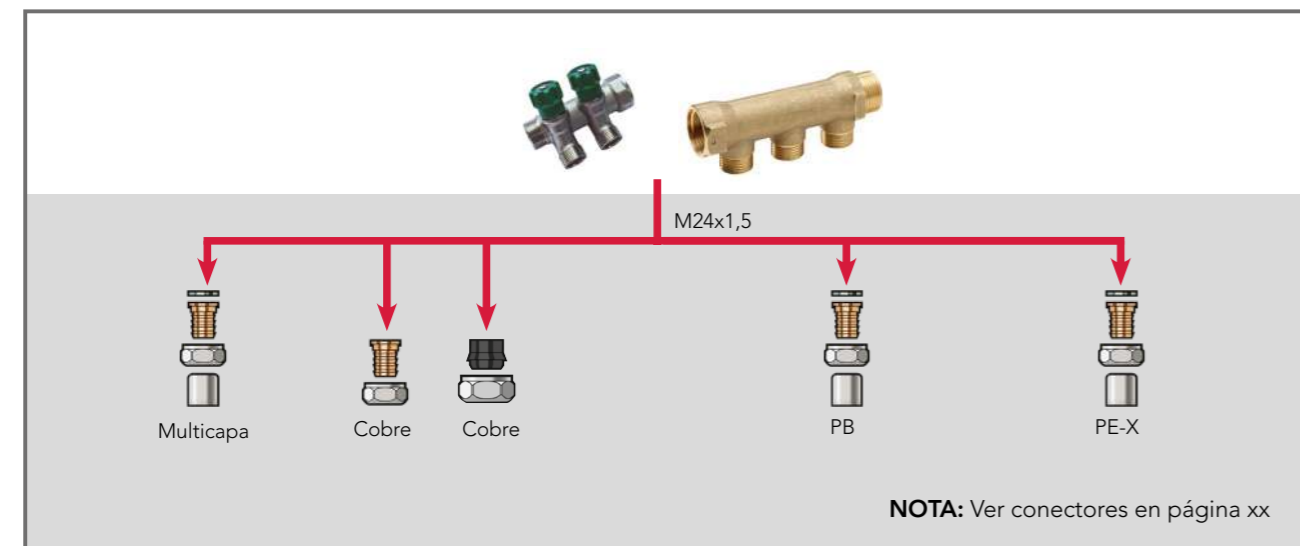 M24x1,5
Multicapa
Cobre
Cobre
PB
PE-X
NOTA: Ver conectores en página xx